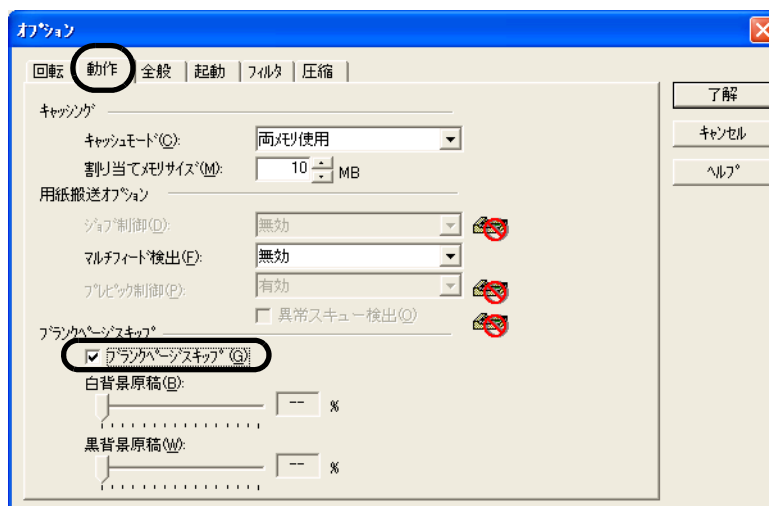 オプション
回転 動作 全般 起動 フィルタ 圧縮
了解
キャンセル
ヘルプ
キャッシング
キャッシュモード(C): 両メモリ使用
割り当てメモリサイズ(M): 10 MB
用紙搬送オプション
ジョブ制御(D): 無効
マルチフィード検出(F): 無効
プレピック制御(P): 有効
異常スキュー検出(O)
ブランクページスキップ
ブランクページスキップ(G)
白背景原稿(B):
-- %
黒背景原稿(W):
-- %